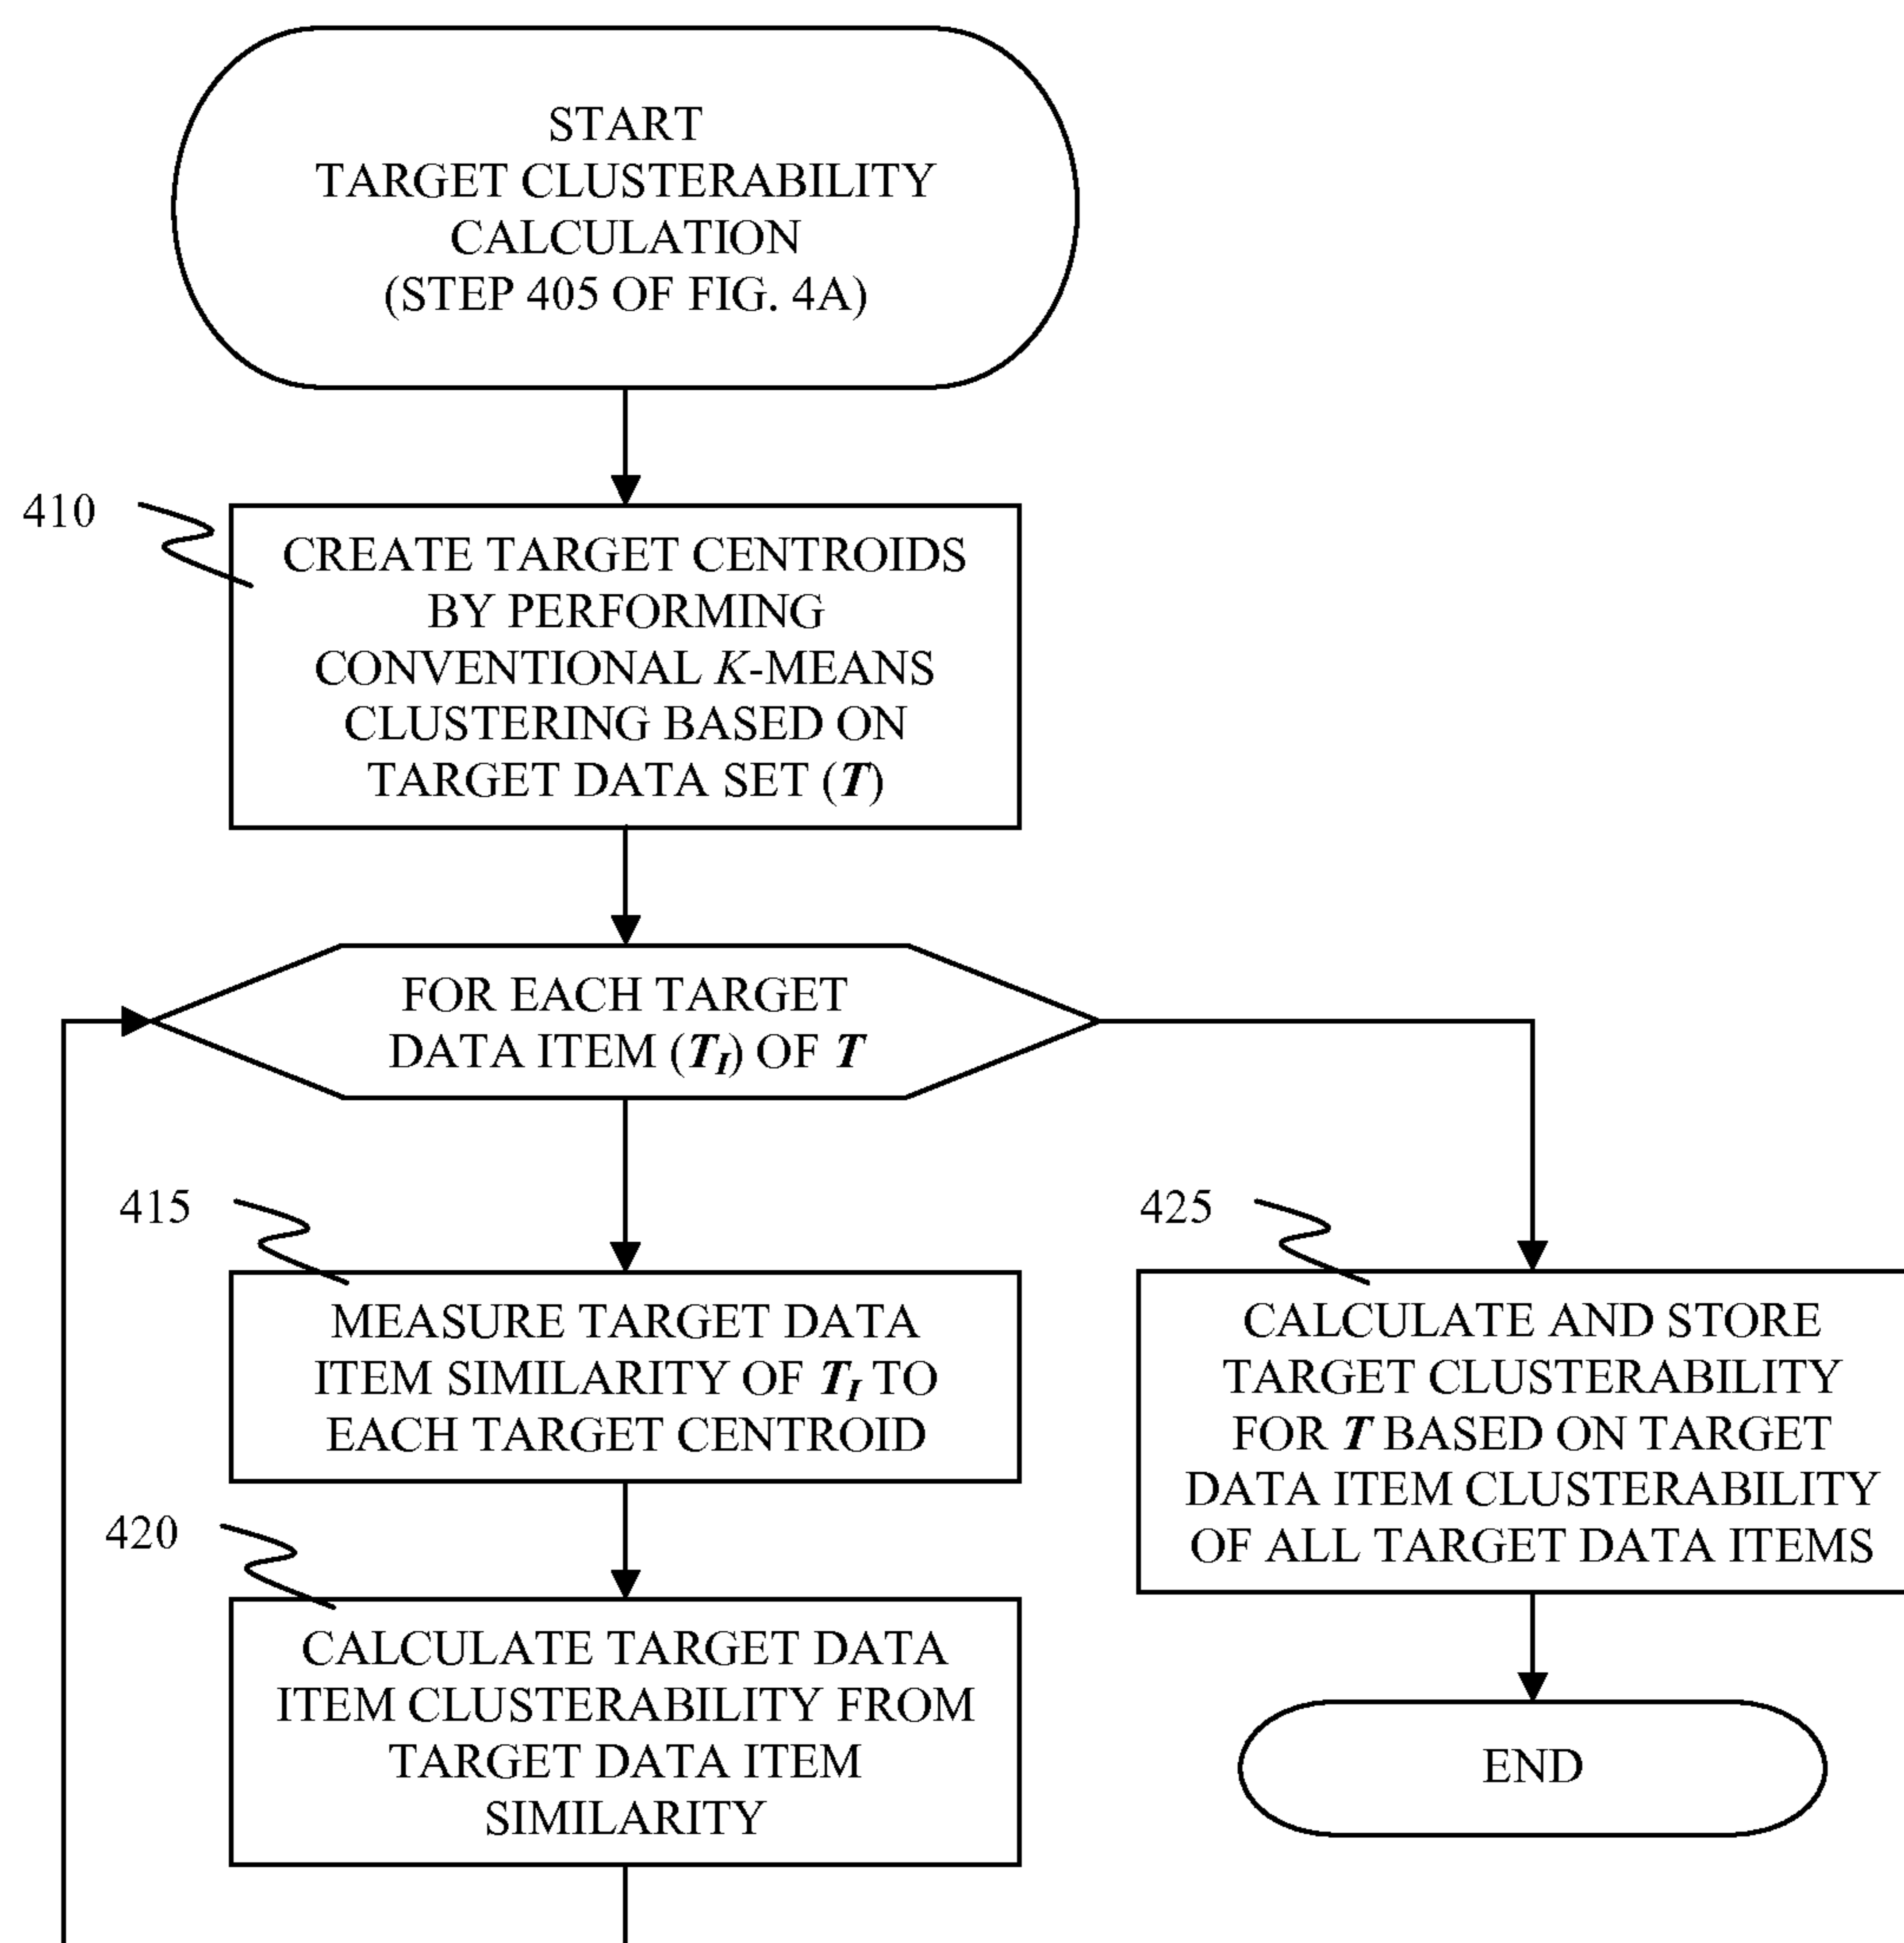 START
TARGET CLUSTERABILITY
CALCULATION
(STEP 405 OF FIG. 4A)
410
CREATE TARGET CENTROIDS
BY PERFORMING
CONVENTIONAL K-MEANS
CLUSTERING BASED ON
TARGET DATA SET (T)
FOR EACH TARGET
DATA ITEM (T_I) OF T
415
MEASURE TARGET DATA
ITEM SIMILARITY OF T_I TO
EACH TARGET CENTROID
420
CALCULATE TARGET DATA
ITEM CLUSTERABILITY FROM
TARGET DATA ITEM
SIMILARITY
425
CALCULATE AND STORE
TARGET CLUSTERABILITY
FOR T BASED ON TARGET
DATA ITEM CLUSTERABILITY
OF ALL TARGET DATA ITEMS
END